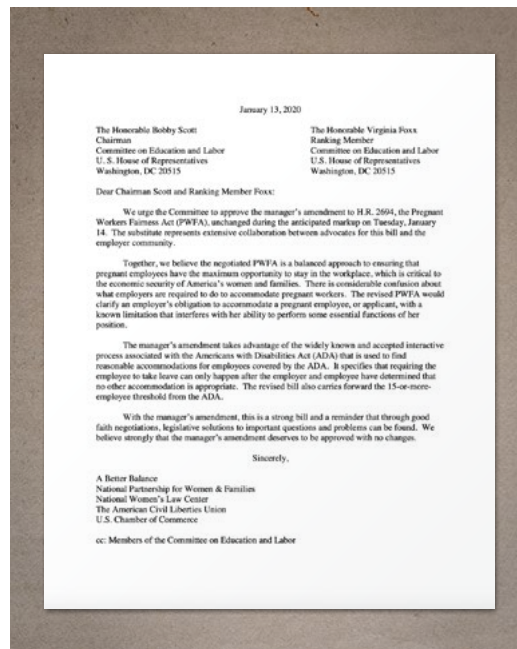 January 13, 2020
The Honorable Bobby Scott
Chairman
Committee on Education and Labor
U. S. House of Representatives
Washington, DC 20515
The Honorable Virginia Foxx
Ranking Member
Committee on Education and Labor
U.S. House of Representatives
Washington, DC 20515
Dear Chairman Scott and Ranking Member Foxx:
We urge the Committee to approve the manager's amendment to H.R. 2694, the Pregnant
Workers Fairness Act (PWFA), unchanged during the anticipated markup on Tuesday, January
14. The substitute represents extensive collaboration between advocates for this bill and the
employer community.
Together, we believe the negotiated PWFA is a balanced approach to ensuring that
pregnant employees have the maximum opportunity to stay in the workplace, which is critical to
the economic security of America's women and families. There is considerable confusion about
what employers are required to do to accommodate pregnant workers. The revised PWFA would
clarify an employer's obligation to accommodate a pregnant employee, or applicant, with a
known limitation that interferes with her ability to perform some essential functions of her
position.
The manager's amendment takes advantage of the widely known and accepted interactive
process associated with the Americans with Disabilities Act (ADA) that is used to find
reasonable accommodations for employees covered by the ADA. It specifies that requiring the
employee to take leave can only happen after the employer and employee have determined that
no other accommodation is appropriate. The revised bill also carries forward the 15-or-more-
employee threshold from the ADA.
With the manager's amendment, this is a strong bill and a reminder that through good
faith negotiations, legislative solutions to important questions and problems can be found. We
believe strongly that the manager's amendment deserves to be approved with no changes.
Sincerely,
A Better Balance
National Partnership for Women & Families
National Women's Law Center
The American Civil Liberties Union
U.S. Chamber of Commerce
cc: Members of the Committee on Education and Labor